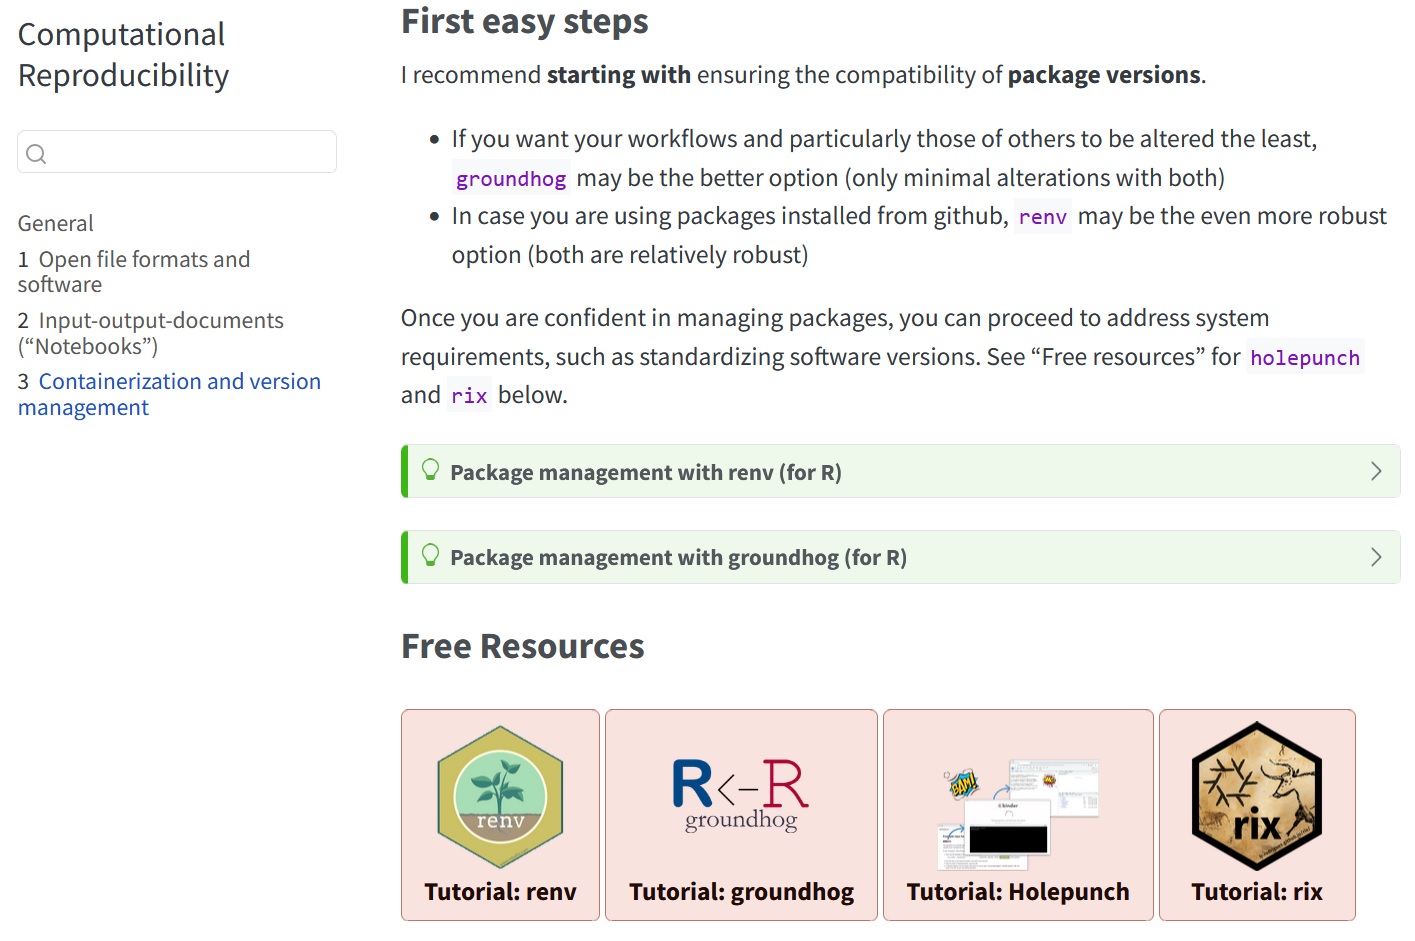 Computational
Reproducibility
General
1 Open file formats and
software
2 Input-output-documents
(“Notebooks”)
3 Containerization and version
management
First easy steps
I recommend starting with ensuring the compatibility of package versions.
• If you want your workflows and particularly those of others to be altered the least,
groundhog may be the better option (only minimal alterations with both)
• In case you are using packages installed from github, renv may be the even more robust
option (both are relatively robust)
Once you are confident in managing packages, you can proceed to address system
requirements, such as standardizing software versions. See “Free resources” for holepunch
and rix below.
Package management with renv (for R)
Package management with groundhog (for R)
Free Resources
renv
Tutorial: renv
R<-R
groundhog
Tutorial: groundhog
BAM!
binder
Tutorial: Holepunch
rix
Tutorial: rix